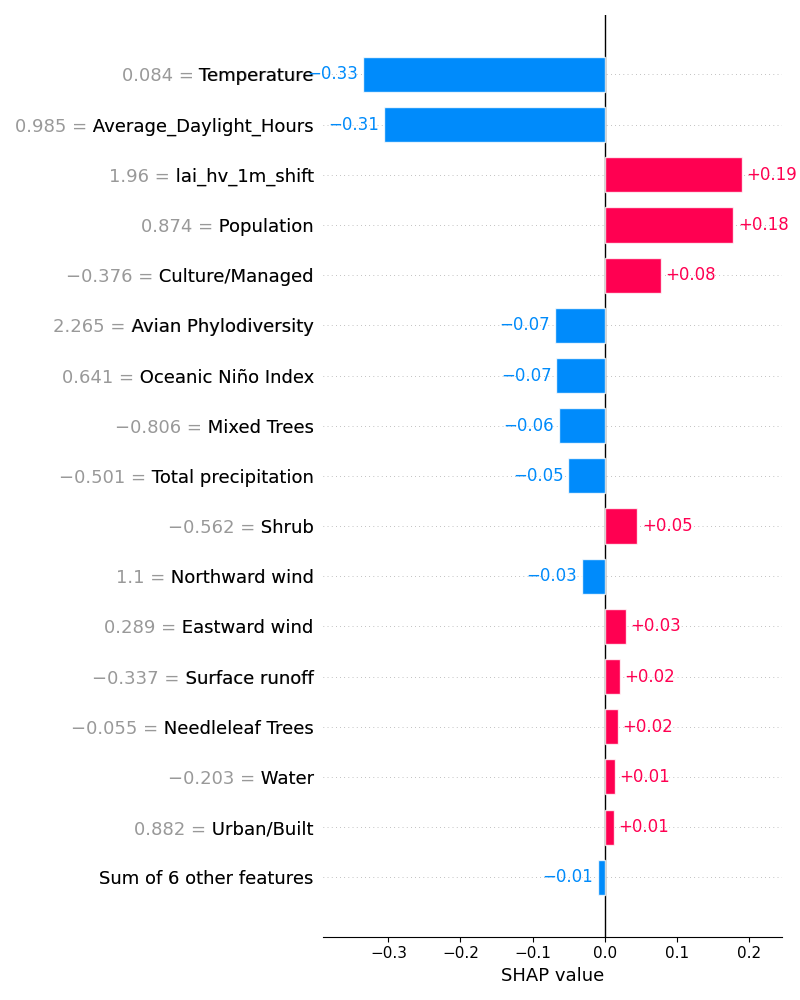 0.084 = Temperature −0.33
0.985 = Average_Daylight_Hours −0.31
1.96 = lai_hv_1m_shift +0.19
0.874 = Population +0.18
−0.376 = Culture/Managed +0.08
2.265 = Avian Phylodiversity −0.07
0.641 = Oceanic Niño Index −0.07
−0.806 = Mixed Trees −0.06
−0.501 = Total precipitation −0.05
−0.562 = Shrub +0.05
1.1 = Northward wind −0.03
0.289 = Eastward wind +0.03
−0.337 = Surface runoff +0.02
−0.055 = Needleleaf Trees +0.02
−0.203 = Water +0.01
0.882 = Urban/Built +0.01
Sum of 6 other features −0.01
−0.3 −0.2 −0.1 0.0 0.1 0.2
SHAP value